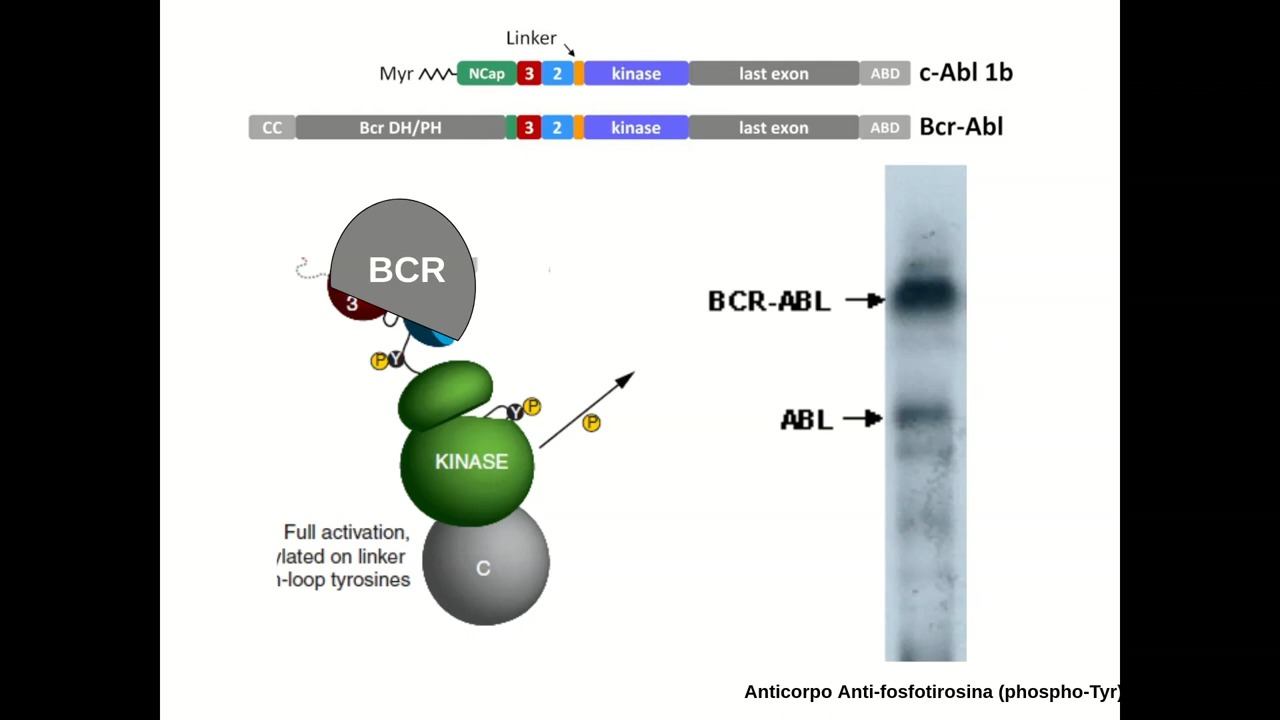 Linker
Myr NCap 3 2 kinase last exon ABD c-Abl 1b
CC Bcr DH/PH 3 2 kinase last exon ABD Bcr-Abl
BCR
3
P Y
Y P
P
KINASE
C
Full activation,
ylated on linker
n-loop tyrosines
BCR-ABL
ABL
Anticorpo Anti-fosfotirosina (phospho-Tyr)